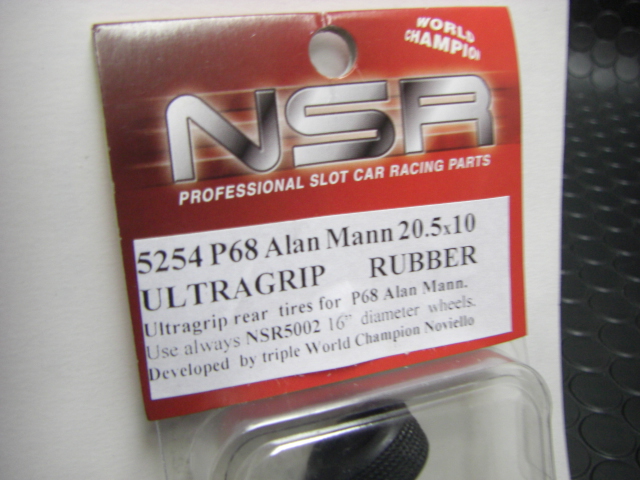 WORLD
CHAMPION
NSR
PROFESSIONAL SLOT CAR RACING PARTS
5254 P68 Alan Mann 20.5x10
ULTRAGRIP RUBBER
Ultragrip rear tires for P68 Alan Mann.
Use always NSR5002 16" diameter wheels.
Developed by triple World Champion Noviello